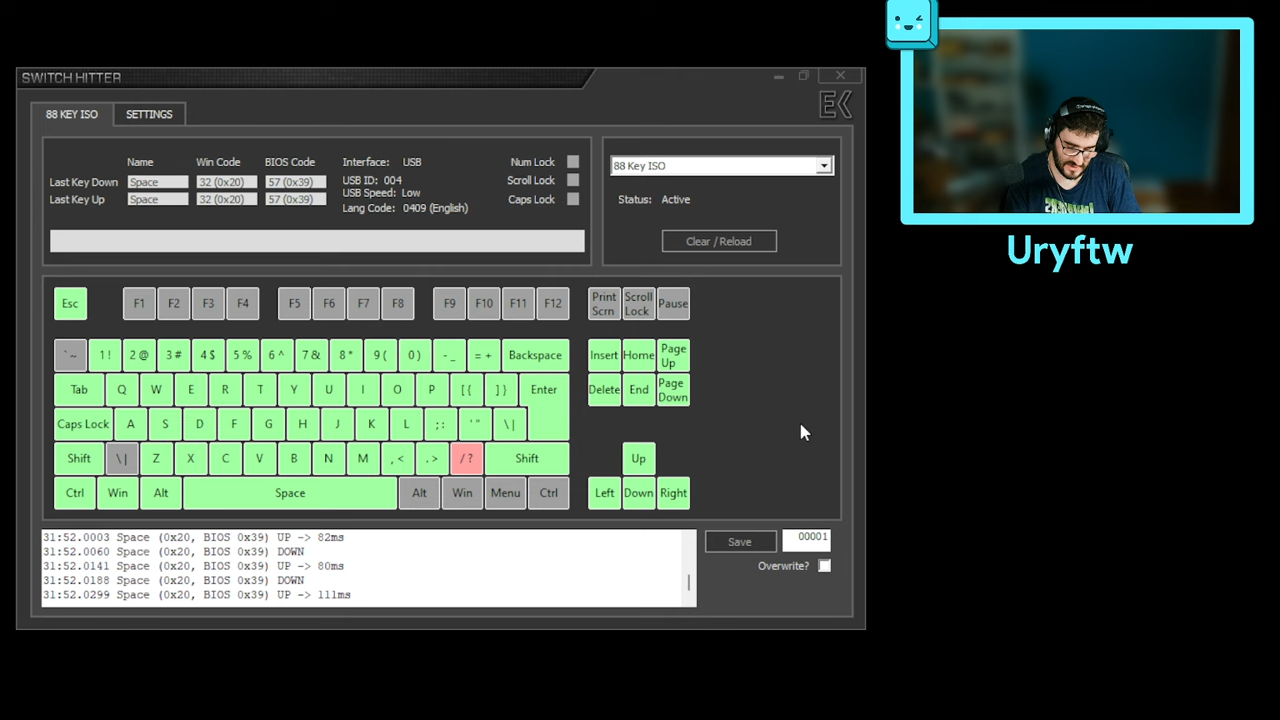 SWITCH HITTER
88 KEY ISO SETTINGS
EK
Name Win Code BIOS Code Interface: USB Num Lock
Last Key Down Space 32 (0x20) 57 (0x39) USB ID: 004 Scroll Lock
USB Speed: Low
Last Key Up Space 32 (0x20) 57 (0x39) Lang Code: 0409 (English) Caps Lock
88 Key ISO
Status: Active
Clear / Reload
Esc F1 F2 F3 F4 F5 F6 F7 F8 F9 F10 F11 F12 Print Scrn Scroll Lock Pause
` ~ 1 ! 2 @ 3 # 4 $ 5 % 6 ^ 7 & 8 * 9 ( 0 ) - _ = + Backspace Insert Home Page Up
Tab Q W E R T Y U I O P [ { ] } Enter Delete End Page Down
Caps Lock A S D F G H J K L ; : ' " \ |
Shift \ | Z X C V B N M , < . > / ? Shift Up
Ctrl Win Alt Space Alt Win Menu Ctrl Left Down Right
31:52.0003 Space (0x20, BIOS 0x39) UP -> 82ms
31:52.0060 Space (0x20, BIOS 0x39) DOWN
31:52.0141 Space (0x20, BIOS 0x39) UP -> 80ms
31:52.0188 Space (0x20, BIOS 0x39) DOWN
31:52.0299 Space (0x20, BIOS 0x39) UP -> 111ms
Save 00001
Overwrite?
Uryftw